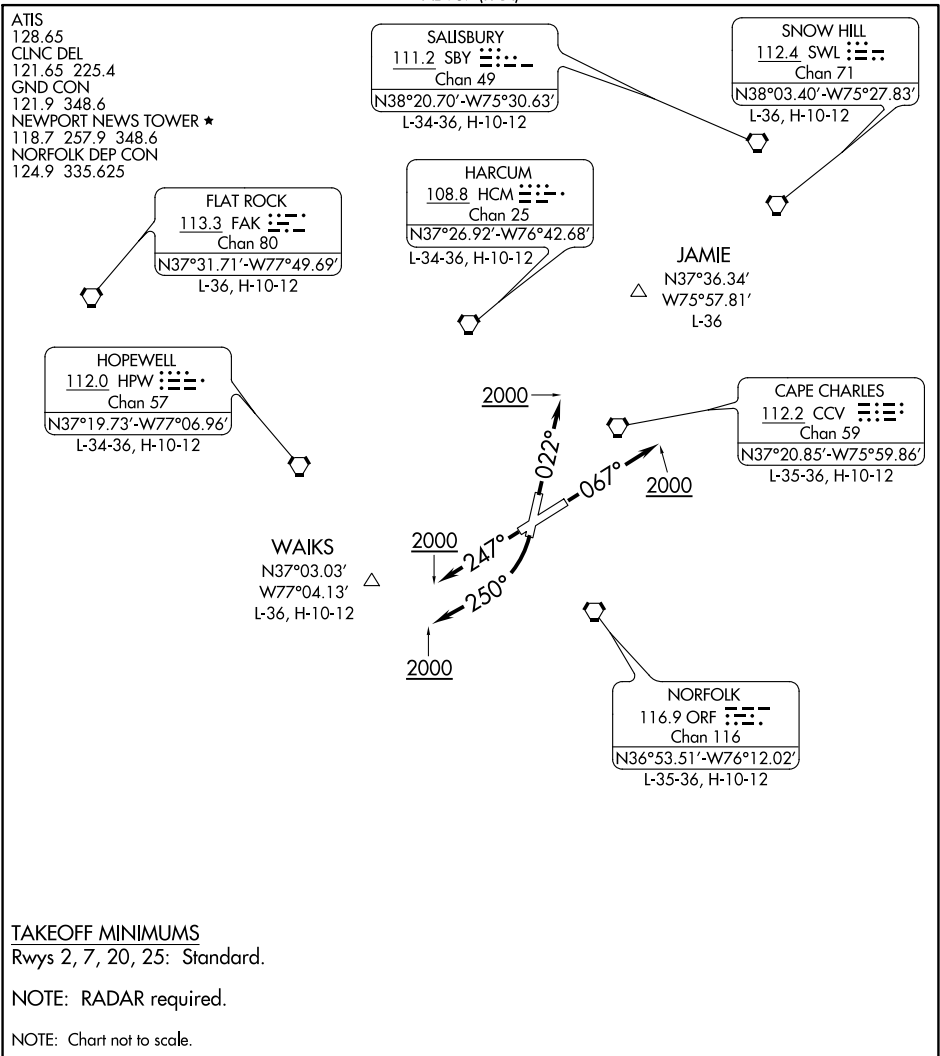 ATIS
128.65
CLNC DEL
121.65 225.4
GND CON
121.9 348.6
NEWPORT NEWS TOWER ★
118.7 257.9 348.6
NORFOLK DEP CON
124.9 335.625
SALISBURY
111.2 SBY
Chan 49
N38°20.70'-W75°30.63'
L-34-36, H-10-12
SNOW HILL
112.4 SWL
Chan 71
N38°03.40'-W75°27.83'
L-36, H-10-12
HARCUM
108.8 HCM
Chan 25
N37°26.92'-W76°42.68'
L-34-36, H-10-12
FLAT ROCK
113.3 FAK
Chan 80
N37°31.71'-W77°49.69'
L-36, H-10-12
JAMIE
N37°36.34'
W75°57.81'
L-36
HOPEWELL
112.0 HPW
Chan 57
N37°19.73'-W77°06.96'
L-34-36, H-10-12
CAPE CHARLES
112.2 CCV
Chan 59
N37°20.85'-W75°59.86'
L-35-36, H-10-12
2000
022°
067°
2000
2000
247°
250°
2000
WAIKS
N37°03.03'
W77°04.13'
L-36, H-10-12
NORFOLK
116.9 ORF
Chan 116
N36°53.51'-W76°12.02'
L-35-36, H-10-12
TAKEOFF MINIMUMS
Rwys 2, 7, 20, 25: Standard.
NOTE: RADAR required.
NOTE: Chart not to scale.